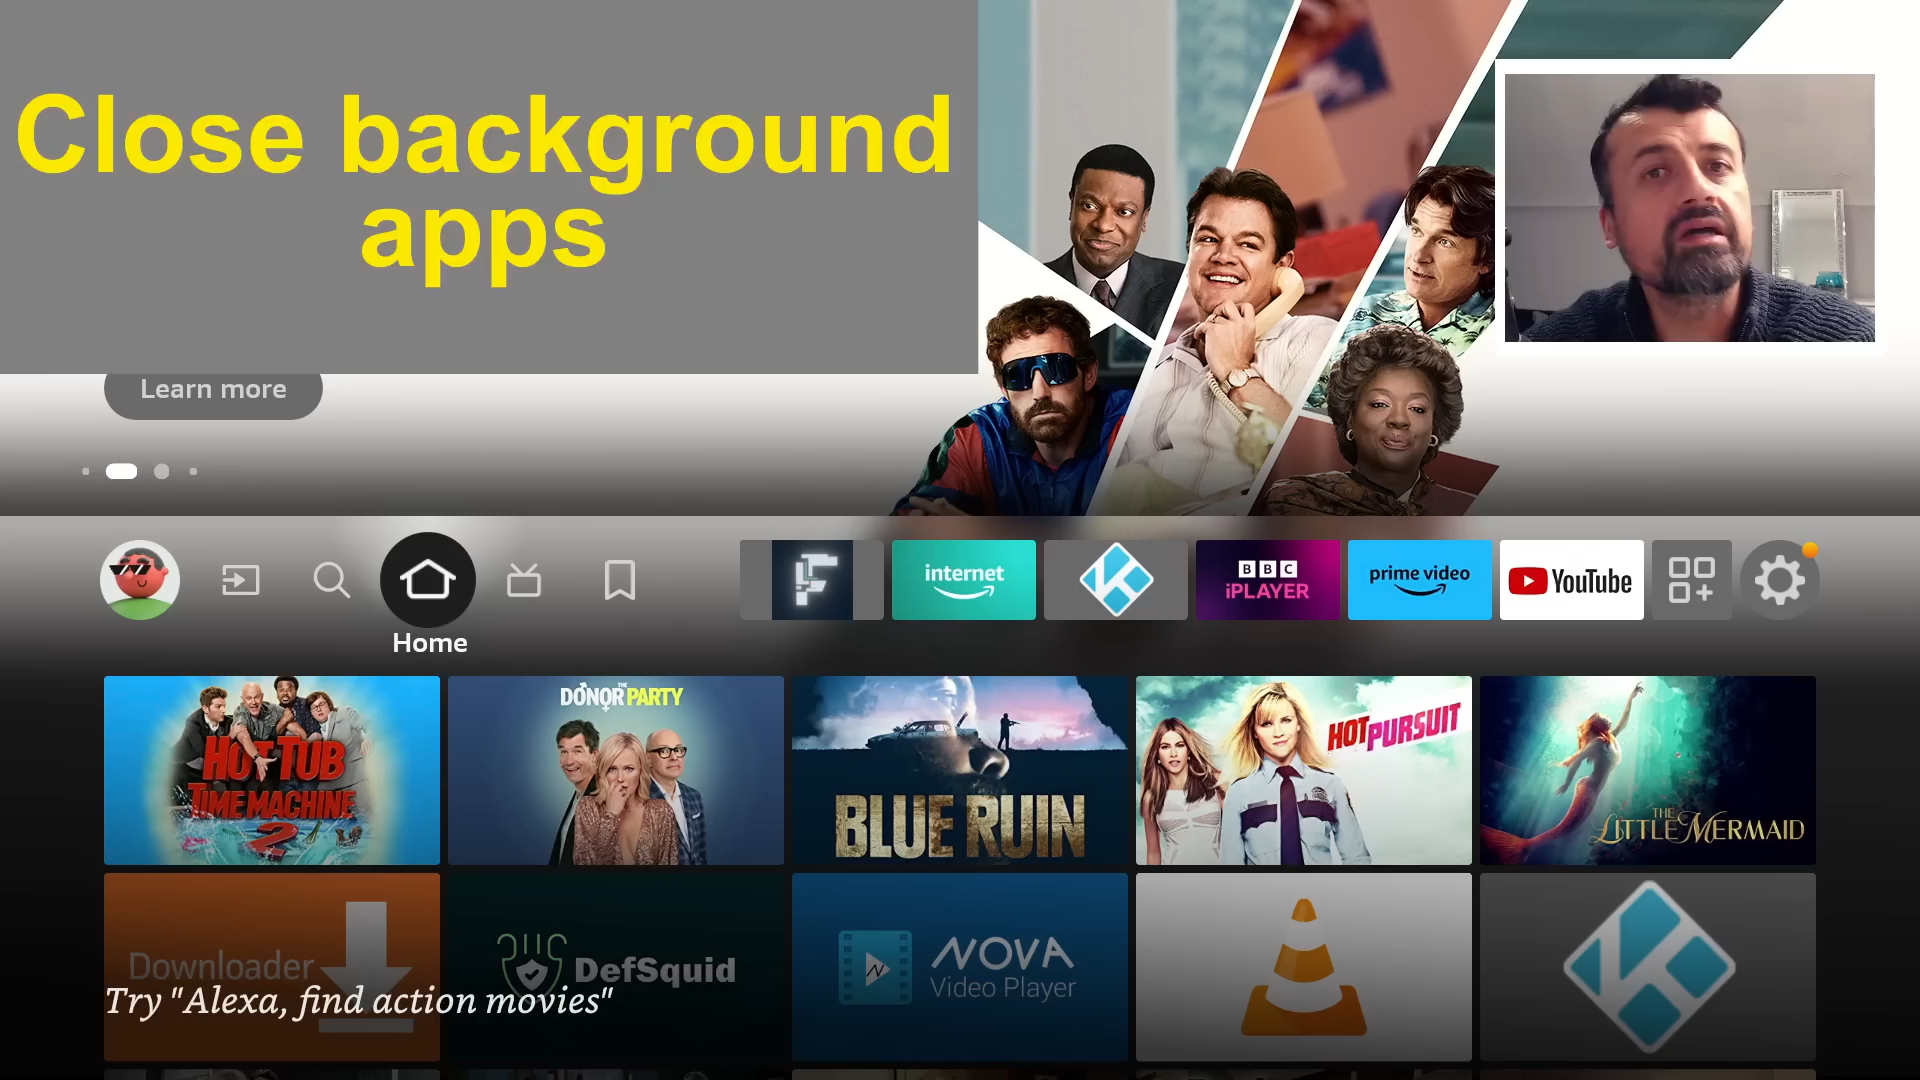 Close background
apps
Learn more
internet
BBC
iPLAYER
prime video
YouTube
Home
HOT TUB
TIME MACHINE
2
THE
DONOR PARTY
BLUE RUIN
HOT PURSUIT
THE
LITTLE MERMAID
Downloader
DefSquid
NOVA
Video Player
Try "Alexa, find action movies"